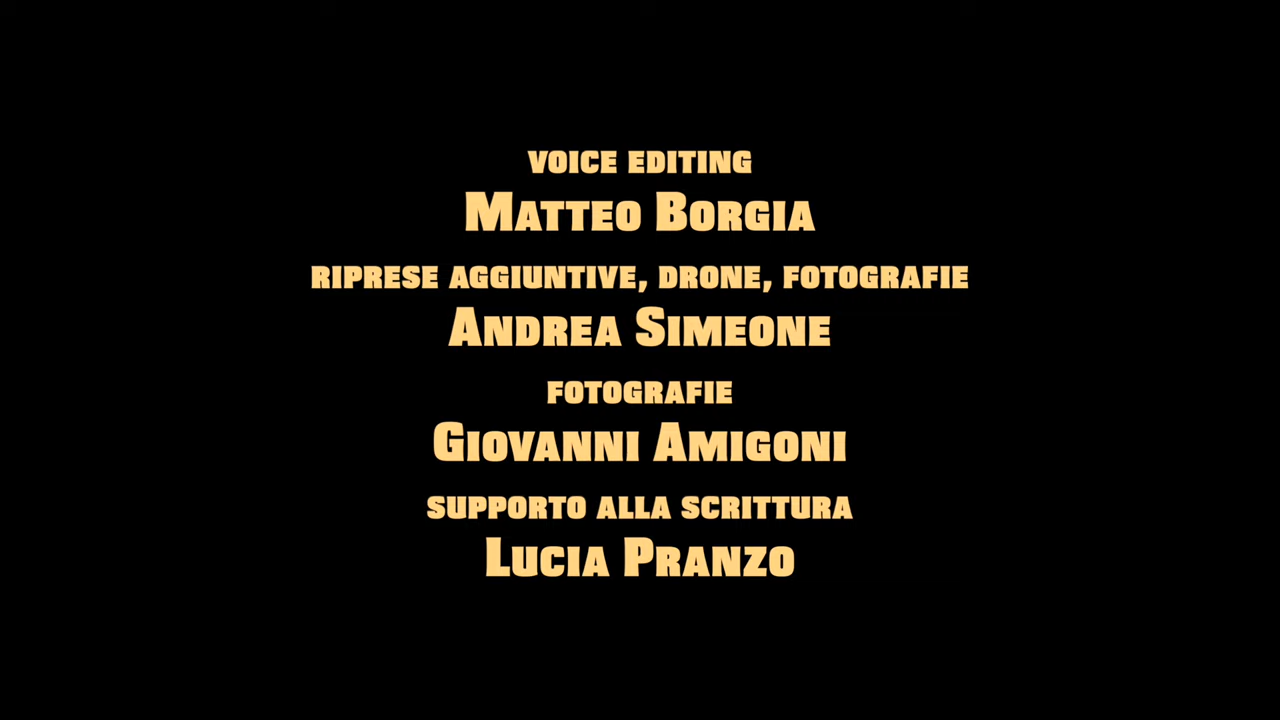 VOICE EDITING
MATTEO BORGIA
RIPRESE AGGIUNTIVE, DRONE, FOTOGRAFIE
ANDREA SIMEONE
FOTOGRAFIE
GIOVANNI AMIGONI
SUPPORTO ALLA SCRITTURA
LUCIA PRANZO